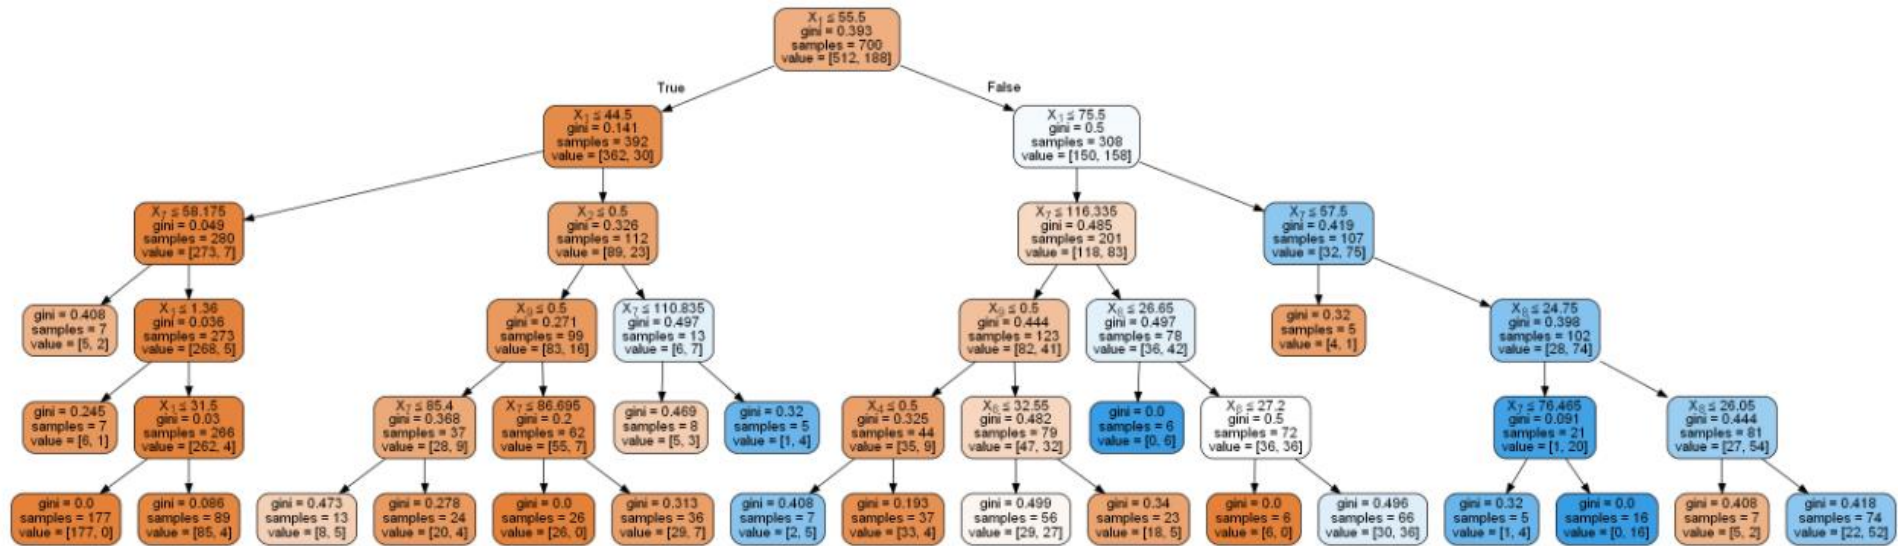 X₁ ≤ 55.5
gini = 0.393
samples = 700
value = [512, 188]
True
False
X₁ ≤ 44.5
gini = 0.141
samples = 392
value = [362, 30]
X₁ ≤ 75.5
gini = 0.5
samples = 308
value = [150, 158]
X₇ ≤ 58.175
gini = 0.049
samples = 280
value = [273, 7]
X₂ ≤ 0.5
gini = 0.326
samples = 112
value = [89, 23]
X₇ ≤ 116.335
gini = 0.485
samples = 201
value = [118, 83]
X₇ ≤ 57.5
gini = 0.419
samples = 107
value = [32, 75]
gini = 0.408
samples = 7
value = [5, 2]
≤ 1.36
gini = 0.036
samples = 273
value = [268, 5]
X₉ ≤ 0.5
gini = 0.271
samples = 99
value = [83, 16]
X₇ ≤ 110.835
gini = 0.497
samples = 13
value = [6, 7]
X₉ ≤ 0.5
gini = 0.444
samples = 123
value = [82, 41]
X₈ ≤ 26.65
gini = 0.497
samples = 78
value = [36, 42]
gini = 0.32
samples = 5
value = [4, 1]
X₈ ≤ 24.75
gini = 0.398
samples = 102
value = [28, 74]
gini = 0.245
samples = 7
value = [6, 1]
X₁ ≤ 31.5
gini = 0.03
samples = 266
value = [262, 4]
X₇ ≤ 85.4
gini = 0.368
samples = 37
value = [28, 9]
X₇ ≤ 86.695
gini = 0.2
samples = 62
value = [55, 7]
gini = 0.469
samples = 8
value = [5, 3]
gini = 0.32
samples = 5
value = [1, 4]
X₄ ≤ 0.5
gini = 0.325
samples = 44
value = [35, 9]
X₈ ≤ 32.55
gini = 0.482
samples = 79
value = [47, 32]
gini = 0.0
samples = 6
value = [0, 6]
X₈ ≤ 27.2
gini = 0.5
samples = 72
value = [36, 36]
X₇ ≤ 76.465
gini = 0.091
samples = 21
value = [1, 20]
X₈ ≤ 26.05
gini = 0.444
samples = 81
value = [27, 54]
gini = 0.0
samples = 177
value = [177, 0]
gini = 0.086
samples = 89
value = [85, 4]
gini = 0.473
samples = 13
value = [8, 5]
gini = 0.278
samples = 24
value = [20, 4]
gini = 0.0
samples = 26
value = [26, 0]
gini = 0.313
samples = 36
value = [29, 7]
gini = 0.408
samples = 7
value = [2, 5]
gini = 0.193
samples = 37
value = [33, 4]
gini = 0.499
samples = 56
value = [29, 27]
gini = 0.34
samples = 23
value = [18, 5]
gini = 0.0
samples = 6
value = [6, 0]
gini = 0.496
samples = 66
value = [30, 36]
gini = 0.32
samples = 5
value = [1, 4]
gini = 0.0
samples = 16
value = [0, 16]
gini = 0.408
samples = 7
value = [5, 2]
gini = 0.418
samples = 74
value = [22, 52]